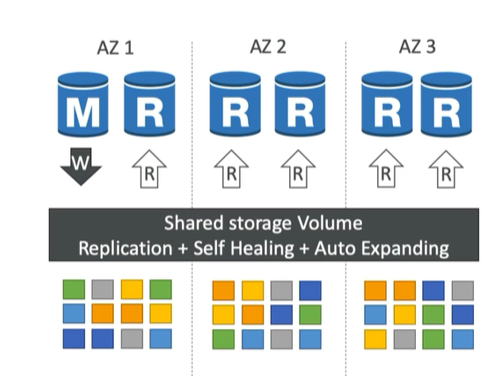 AZ 1 AZ 2 AZ 3
M R R R R R
W R R R R R
Shared storage Volume
Replication + Self Healing + Auto Expanding